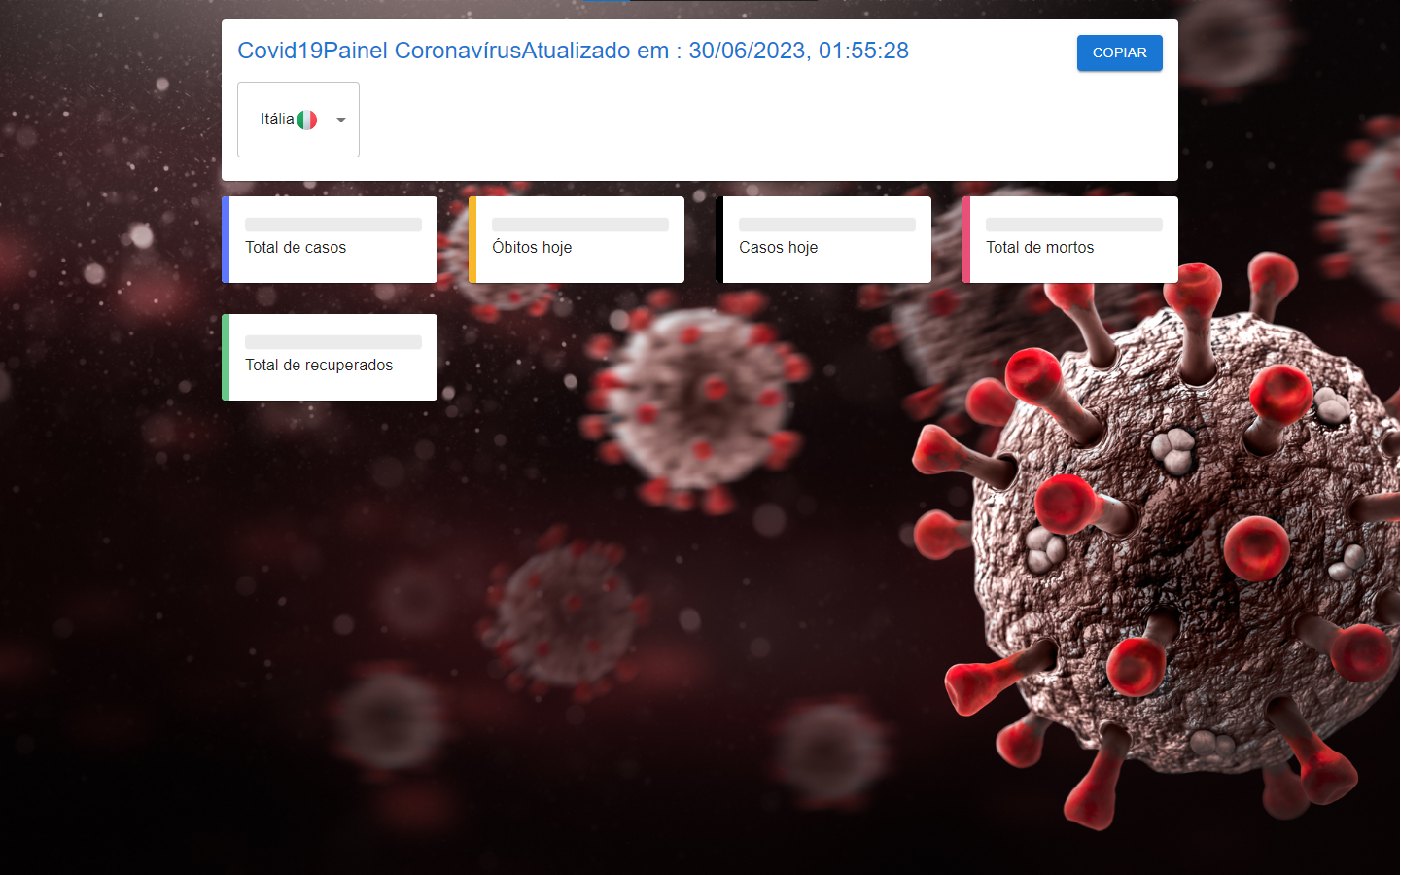 Covid19Painel CoronavírusAtualizado em : 30/06/2023, 01:55:28
COPIAR
Itália
Total de casos
Óbitos hoje
Casos hoje
Total de mortos
Total de recuperados